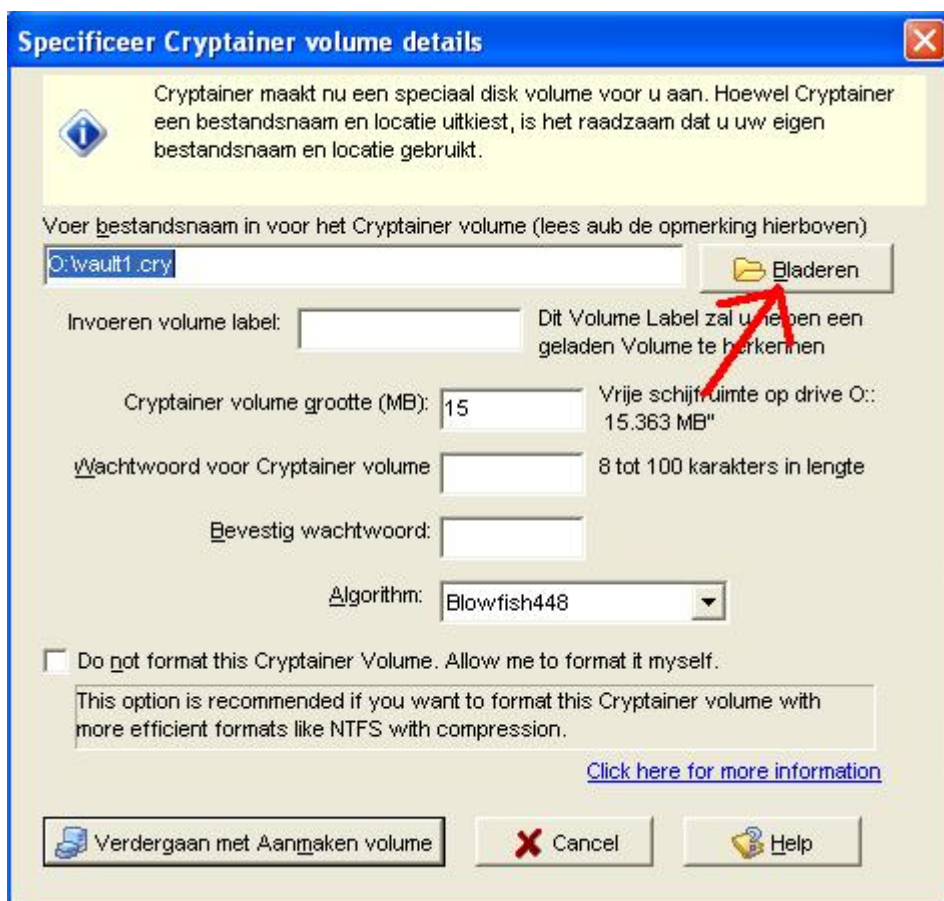 Specificeer Cryptainer volume details
Cryptainer maakt nu een speciaal disk volume voor u aan. Hoewel Cryptainer
een bestandsnaam en locatie uitkiest, is het raadzaam dat u uw eigen
bestandsnaam en locatie gebruikt.
Voer bestandsnaam in voor het Cryptainer volume (lees aub de opmerking hierboven)
O:\vault1.cry
Bladeren
Invoeren volume label:
Dit Volume Label zal u helpen een
geladen Volume te herkennen
Cryptainer volume grootte (MB):
15
Vrije schijfruimte op drive O::
15.363 MB"
Wachtwoord voor Cryptainer volume
8 tot 100 karakters in lengte
Bevestig wachtwoord:
Algorithm:
Blowfish448
Do not format this Cryptainer Volume. Allow me to format it myself.
This option is recommended if you want to format this Cryptainer volume with
more efficient formats like NTFS with compression.
Click here for more information
Verdergaan met Aanmaken volume
Cancel
Help